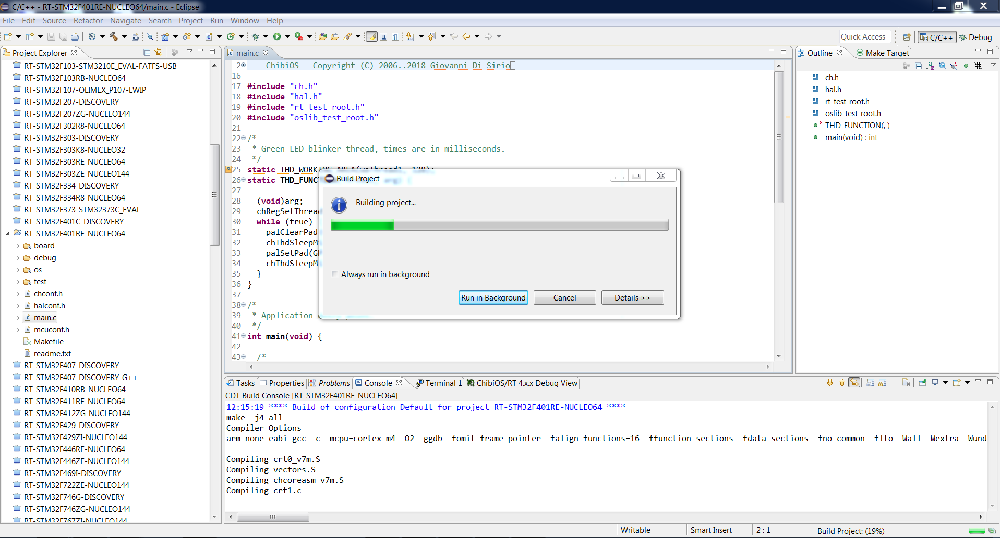 C/C++ - RT-STM32F401RE-NUCLEO64/main.c - Eclipse
File Edit Source Refactor Navigate Search Project Run Window Help
Quick Access C/C++ Debug
Project Explorer
RT-STM32F103-STM3210E_EVAL-FATFS-USB
RT-STM32F103RB-NUCLEO64
RT-STM32F107-OLIMEX_P107-LWIP
RT-STM32F207-DISCOVERY
RT-STM32F207ZG-NUCLEO144
RT-STM32F302R8-NUCLEO64
RT-STM32F303-DISCOVERY
RT-STM32F303K8-NUCLEO32
RT-STM32F303RE-NUCLEO64
RT-STM32F303ZE-NUCLEO144
RT-STM32F334-DISCOVERY
RT-STM32F334R8-NUCLEO64
RT-STM32F373-STM32373C_EVAL
RT-STM32F401C-DISCOVERY
RT-STM32F401RE-NUCLEO64
board
debug
os
test
chconf.h
halconf.h
main.c
mcuconf.h
Makefile
readme.txt
RT-STM32F407-DISCOVERY
RT-STM32F407-DISCOVERY-G++
RT-STM32F410RB-NUCLEO64
RT-STM32F411RE-NUCLEO64
RT-STM32F412ZG-NUCLEO144
RT-STM32F429-DISCOVERY
RT-STM32F429ZI-NUCLEO144
RT-STM32F446RE-NUCLEO64
RT-STM32F446ZE-NUCLEO144
RT-STM32F469I-DISCOVERY
RT-STM32F722ZE-NUCLEO144
RT-STM32F746G-DISCOVERY
RT-STM32F746ZG-NUCLEO144
RT-STM32F767ZI-NUCLEO144
main.c
2 ChibiOS - Copyright (C) 2006..2018 Giovanni Di Sirio
16
17 #include "ch.h"
18 #include "hal.h"
19 #include "rt_test_root.h"
20 #include "oslib_test_root.h"
21
22 /*
23 * Green LED blinker thread, times are in milliseconds.
24 */
25 static THD_WORKING_AREA(waThread1, 128);
26 static THD_FUNC arg) {
27
28 (void)arg;
29 chRegSetThrea
30 while (true)
31 palClearPad
32 chThdSleepM
33 palSetPad(G
34 chThdSleepM
35 }
36 }
37
38 /*
39 * Application
40 */
41 int main(void) {
42
43 /*
Build Project
Building project...
Always run in background
Run in Background Cancel Details >>
Outline Make Target
ch.h
hal.h
rt_test_root.h
oslib_test_root.h
THD_FUNCTION(, )
main(void) : int
Tasks Properties Problems Console Terminal 1 ChibiOS/RT 4.x.x Debug View
CDT Build Console [RT-STM32F401RE-NUCLEO64]
12:15:19 **** Build of configuration Default for project RT-STM32F401RE-NUCLEO64 ****
make -j4 all
Compiler Options
arm-none-eabi-gcc -c -mcpu=cortex-m4 -O2 -ggdb -fomit-frame-pointer -falign-functions=16 -ffunction-sections -fdata-sections -fno-common -flto -Wall -Wextra -Wund
Compiling crt0_v7m.S
Compiling vectors.S
Compiling chcoreasm_v7m.S
Compiling crt1.c
Writable Smart Insert 2 : 1 Build Project: (19%)